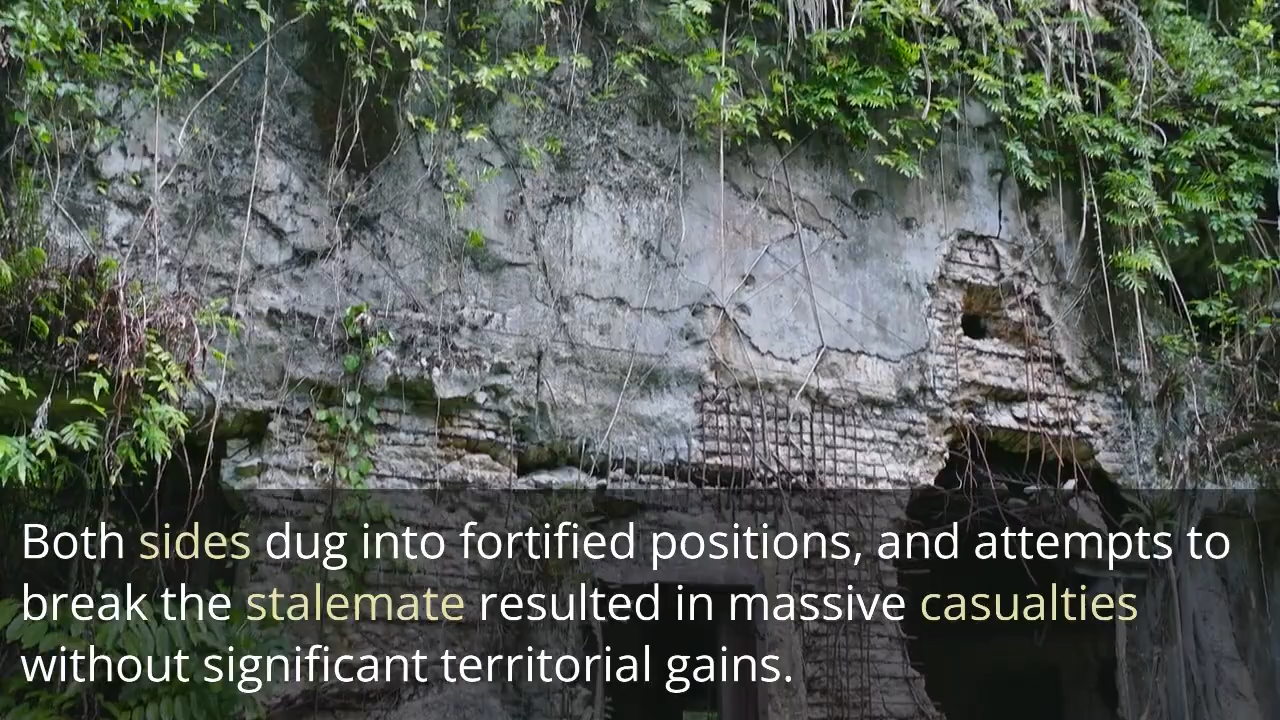 Both sides dug into fortified positions, and attempts to
break the stalemate resulted in massive casualties
without significant territorial gains.